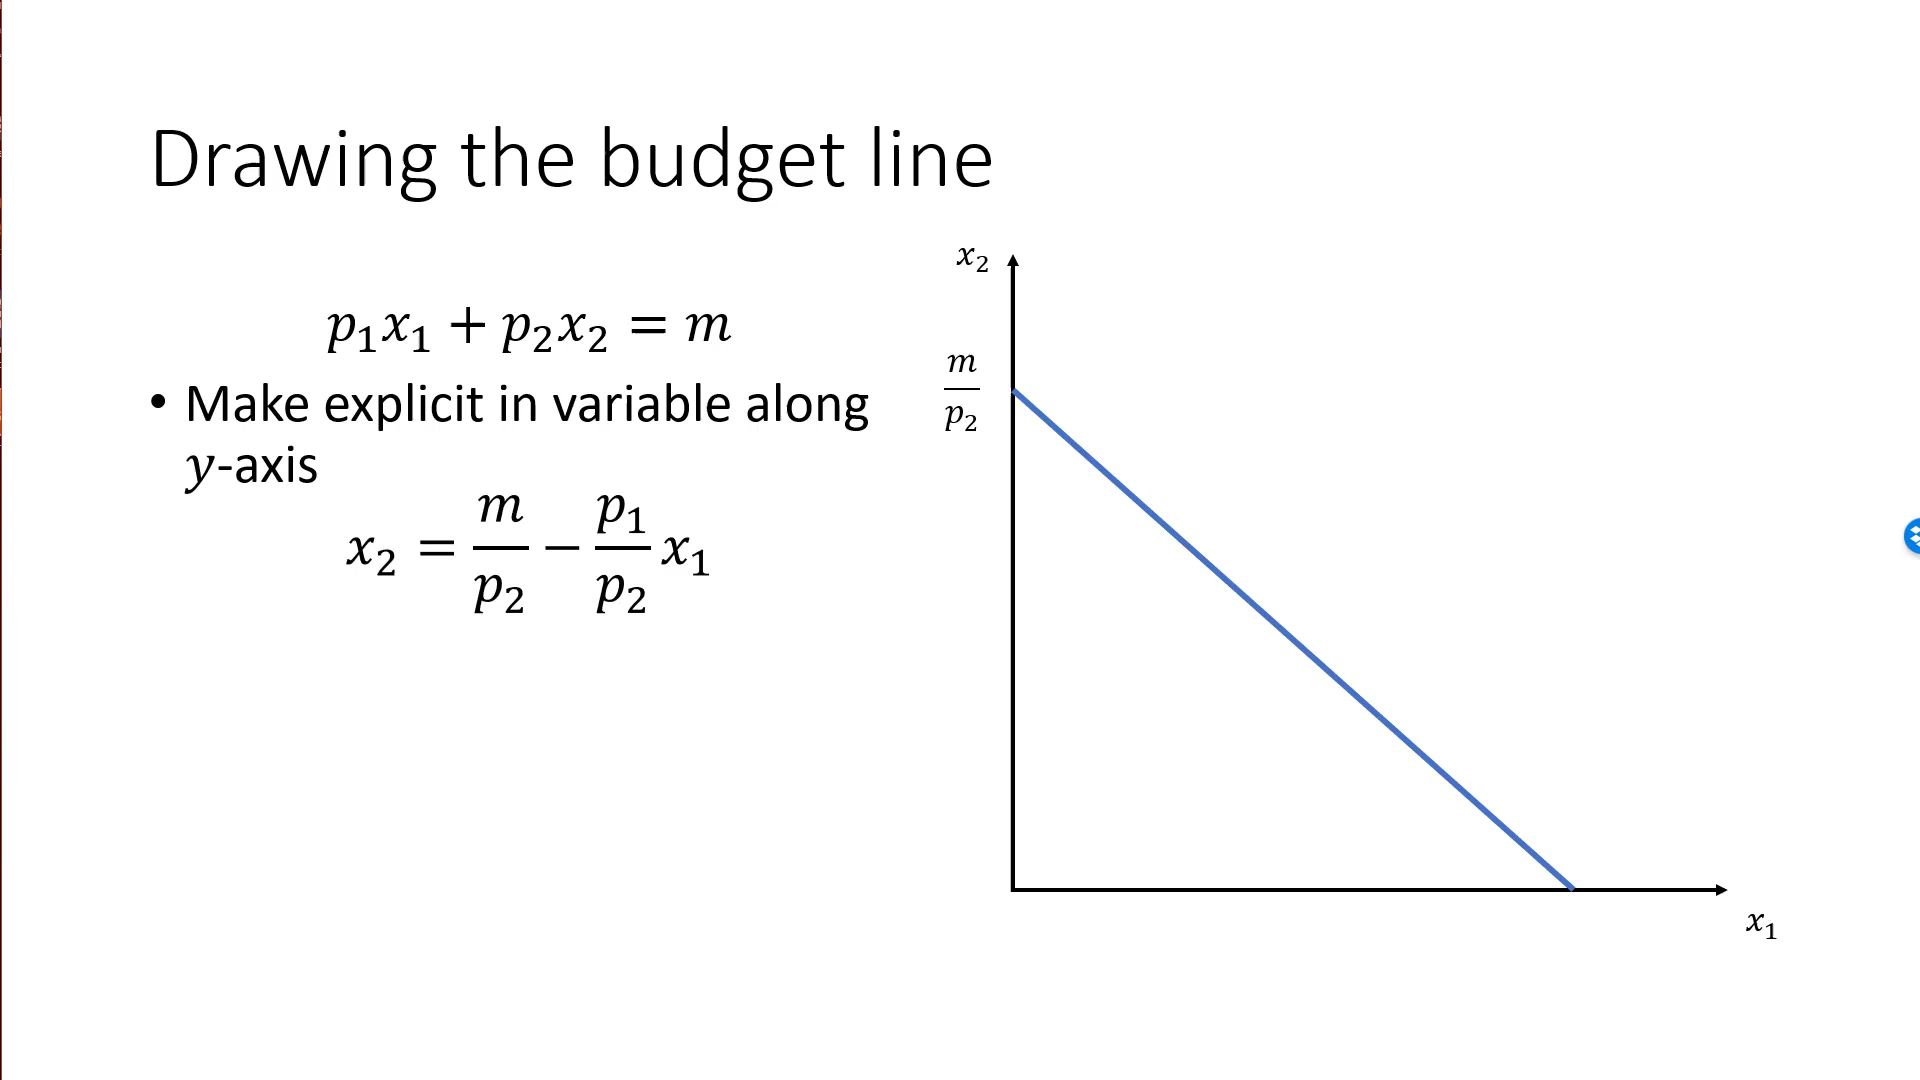 Drawing the budget line
p₁x₁ + p₂x₂ = m
• Make explicit in variable along
y-axis
x₂ = m/p₂ − p₁/p₂ x₁
x₂
m/p₂
x₁